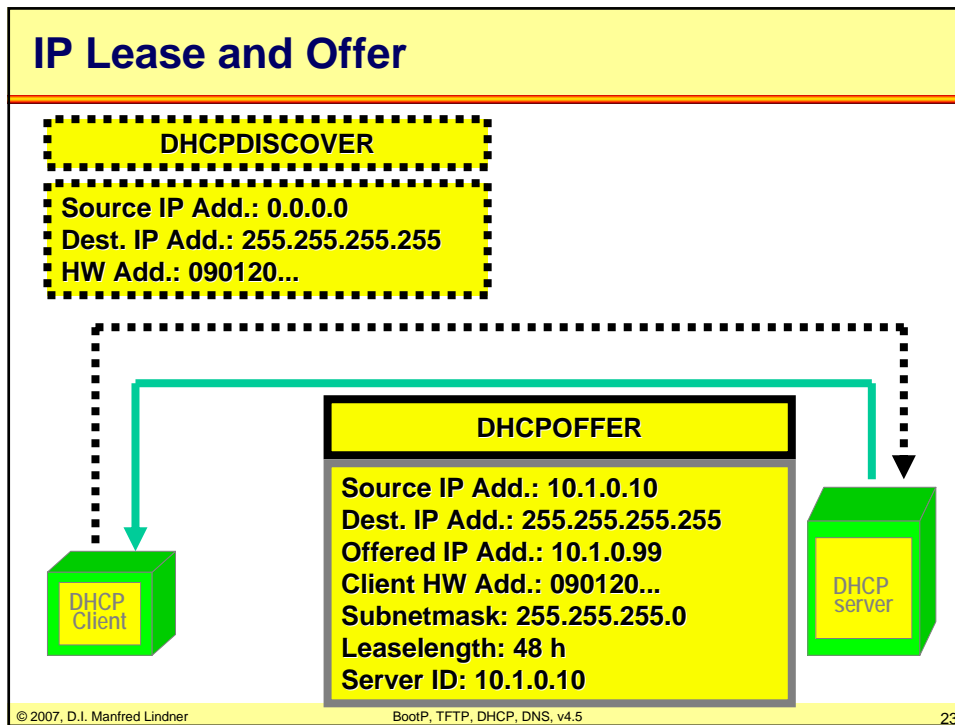 IP Lease and Offer
DHCPDISCOVER
Source IP Add.: 0.0.0.0
Dest. IP Add.: 255.255.255.255
HW Add.: 090120...
DHCPOFFER
Source IP Add.: 10.1.0.10
Dest. IP Add.: 255.255.255.255
Offered IP Add.: 10.1.0.99
Client HW Add.: 090120...
Subnetmask: 255.255.255.0
Leaselength: 48 h
Server ID: 10.1.0.10
DHCP
Client
DHCP
server
© 2007, D.I. Manfred Lindner
BootP, TFTP, DHCP, DNS, v4.5
23